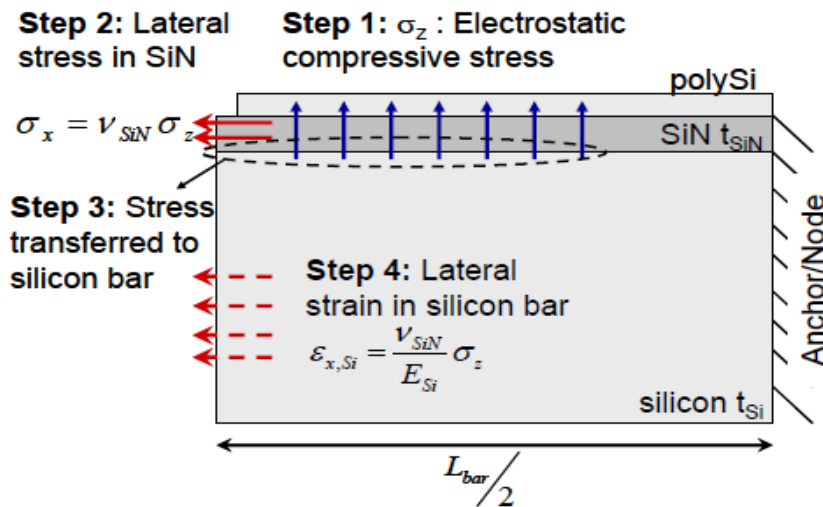 Step 2: Lateral
stress in SiN
Step 1: σz : Electrostatic
compressive stress
polySi
σx = νSiN σz
SiN tSiN
Step 3: Stress
transferred to
silicon bar
Step 4: Lateral
strain in silicon bar
εx,Si = νSiN / ESi σz
Anchor/Node
silicon tSi
Lbar/2